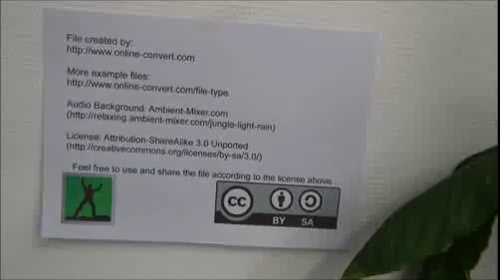 File created by:
http://www.online-convert.com
More example files:
http://www.online-convert.com/file-type
Audio Background: Ambient-Mixer.com
(http://relaxing.ambient-mixer.com/jungle-light-rain)
License: Attribution-ShareAlike 3.0 Unported
(http://creativecommons.org/licenses/by-sa/3.0/)
Feel free to use and share the file according to the license above.
cc
BY SA